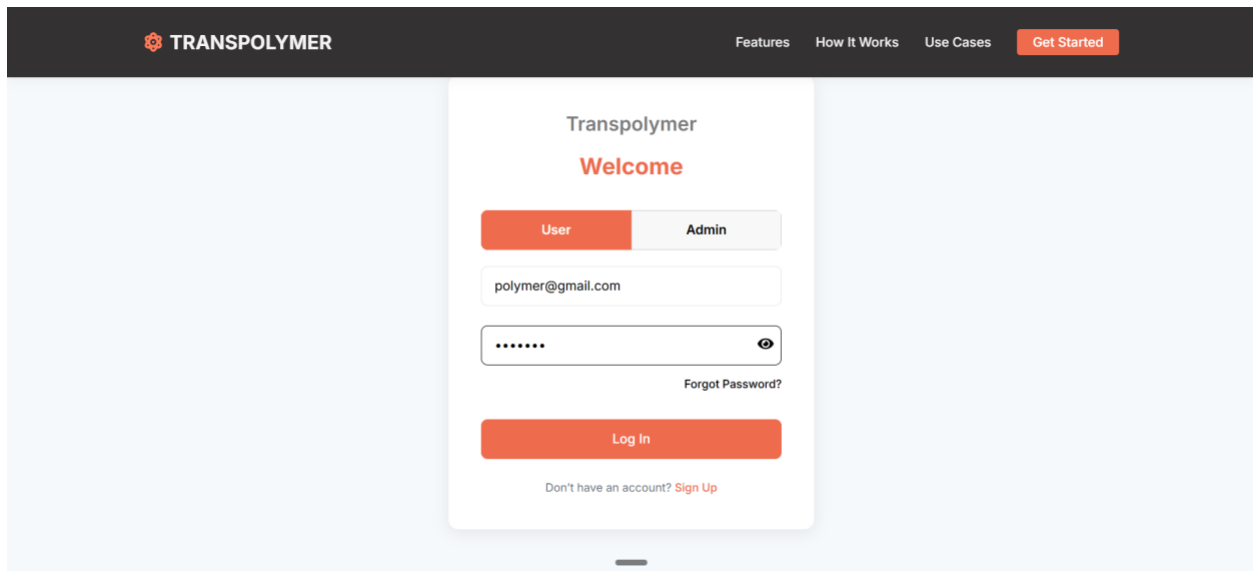 TRANSPOLYMER Features How It Works Use Cases Get Started
Transpolymer
Welcome
User Admin
polymer@gmail.com
•••••••
Forgot Password?
Log In
Don't have an account? Sign Up